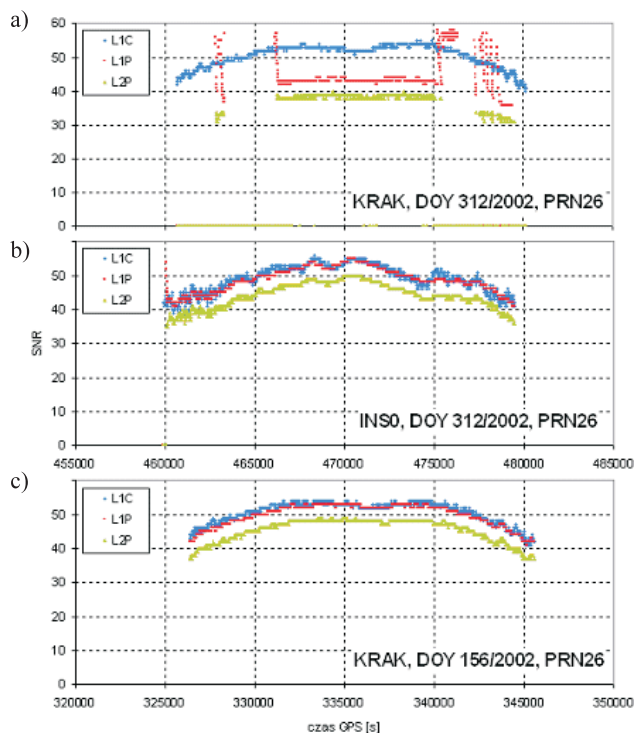 a)
60
50
40
30
20
10
0
L1C
L1P
L2P
KRAK, DOY 312/2002, PRN26
b)
50
40
30
20
10
0
SNR
L1C
L1P
L2P
INS0, DOY 312/2002, PRN26
455000 460000 465000 470000 475000 480000 485000
c)
60
50
40
30
20
10
0
L1C
L1P
L2P
KRAK, DOY 156/2002, PRN26
320000 325000 330000 335000 340000 345000 350000
czas GPS [s]